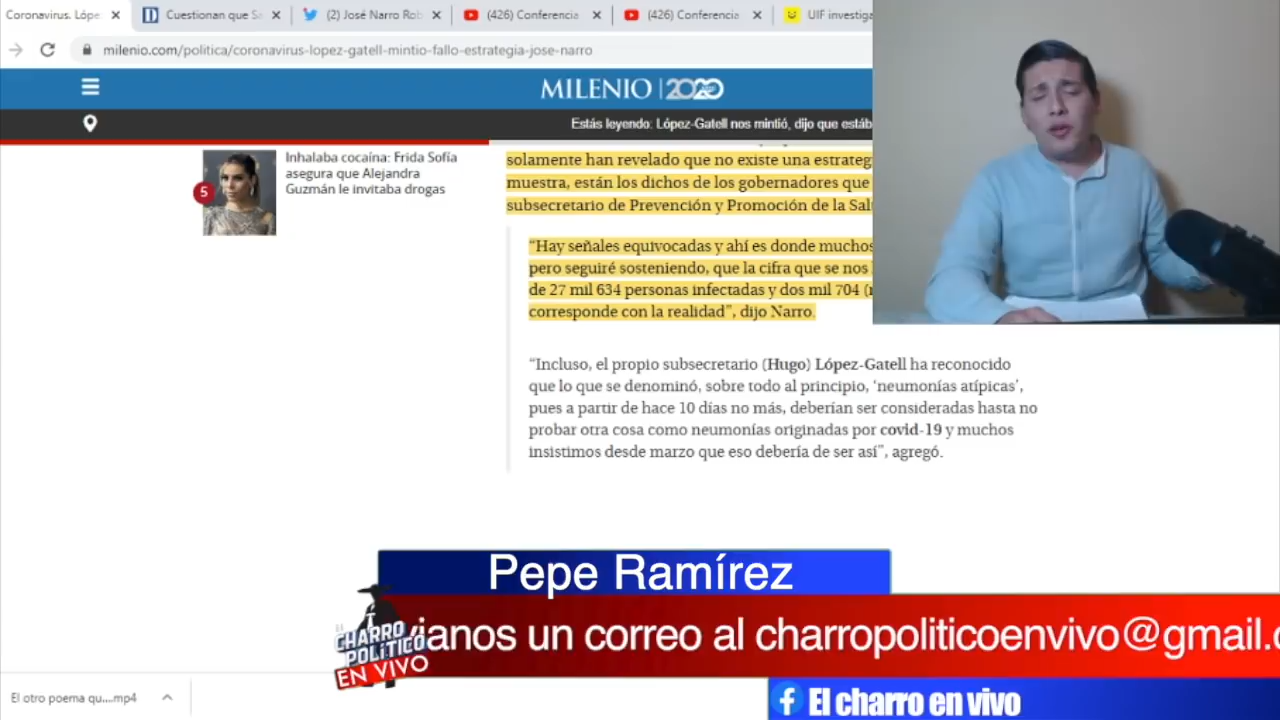 Coronavirus. Lópe
Cuestionan que Sa
(2) José Narro Rob
(426) Conferencia
(426) Conferencia
UIF investiga
milenio.com/politica/coronavirus-lopez-gatell-mintio-fallo-estrategia-jose-narro
MILENIO | 2020
Estás leyendo: López-Gatell nos mintió, dijo que estáb
5
Inhalaba cocaína: Frida Sofía
asegura que Alejandra
Guzmán le invitaba drogas
solamente han revelado que no existe una estrateg
muestra, están los dichos de los gobernadores que
subsecretario de Prevención y Promoción de la Sal
“Hay señales equivocadas y ahí es donde muchos
pero seguiré sosteniendo, que la cifra que se nos
de 27 mil 634 personas infectadas y dos mil 704 (
corresponde con la realidad”, dijo Narro.
“Incluso, el propio subsecretario (Hugo) López-Gatell ha reconocido
que lo que se denominó, sobre todo al principio, ‘neumonías atípicas’,
pues a partir de hace 10 días no más, deberían ser consideradas hasta no
probar otra cosa como neumonías originadas por covid-19 y muchos
insistimos desde marzo que eso debería de ser así”, agregó.
Pepe Ramírez
CHARRO
POLÍTICO
EN VIVO
vianos un correo al charropoliticoenvivo@gmail.c
El otro poema qu....mp4
El charro en vivo